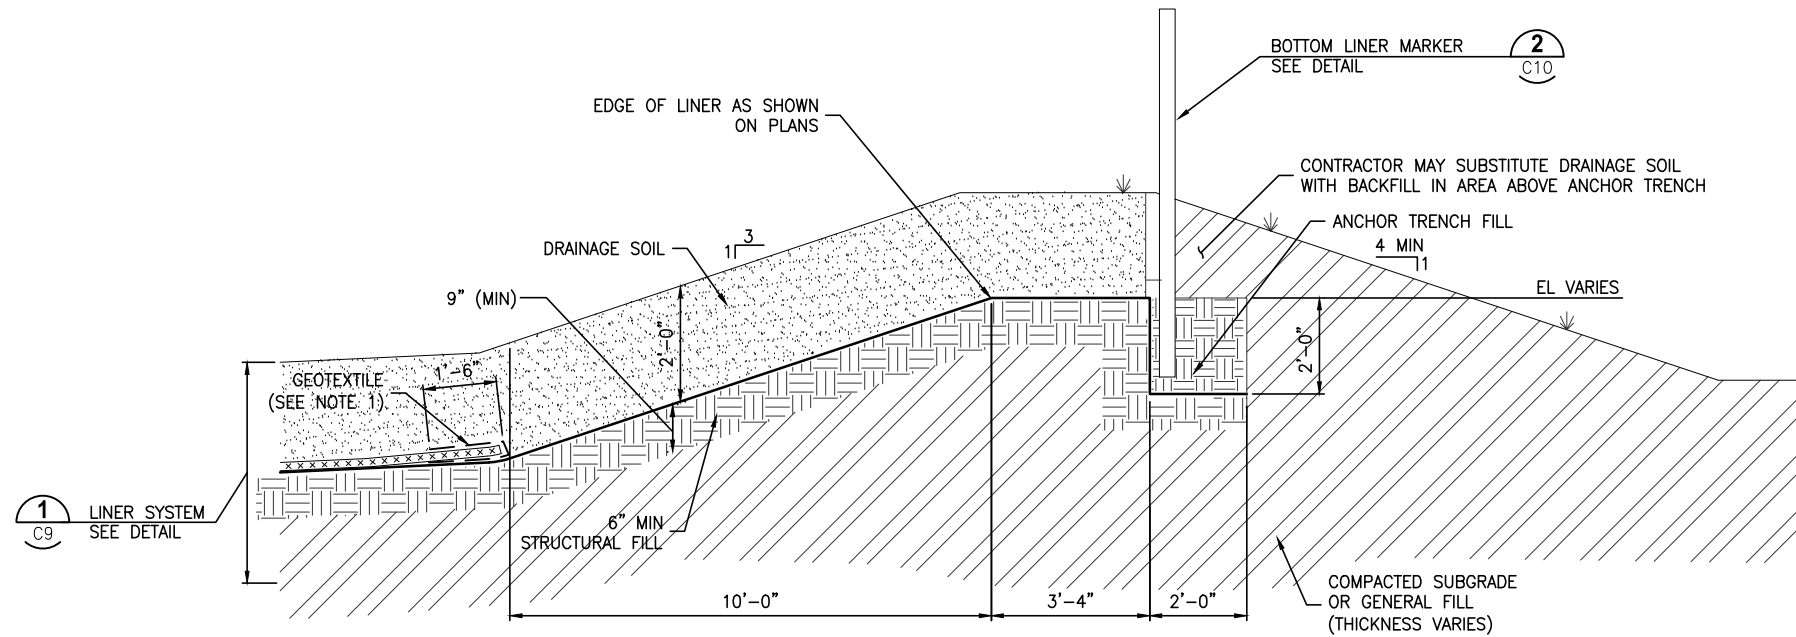 BOTTOM LINER MARKER
SEE DETAIL
2
C10
EDGE OF LINER AS SHOWN
ON PLANS
CONTRACTOR MAY SUBSTITUTE DRAINAGE SOIL
WITH BACKFILL IN AREA ABOVE ANCHOR TRENCH
ANCHOR TRENCH FILL
DRAINAGE SOIL
3
1
4 MIN
1
9" (MIN)
EL VARIES
2'-0"
2'-0"
1'-6"
GEOTEXTILE
(SEE NOTE 1)
1
C9
LINER SYSTEM
SEE DETAIL
6" MIN
STRUCTURAL FILL
10'-0"
3'-4"
2'-0"
COMPACTED SUBGRADE
OR GENERAL FILL
(THICKNESS VARIES)